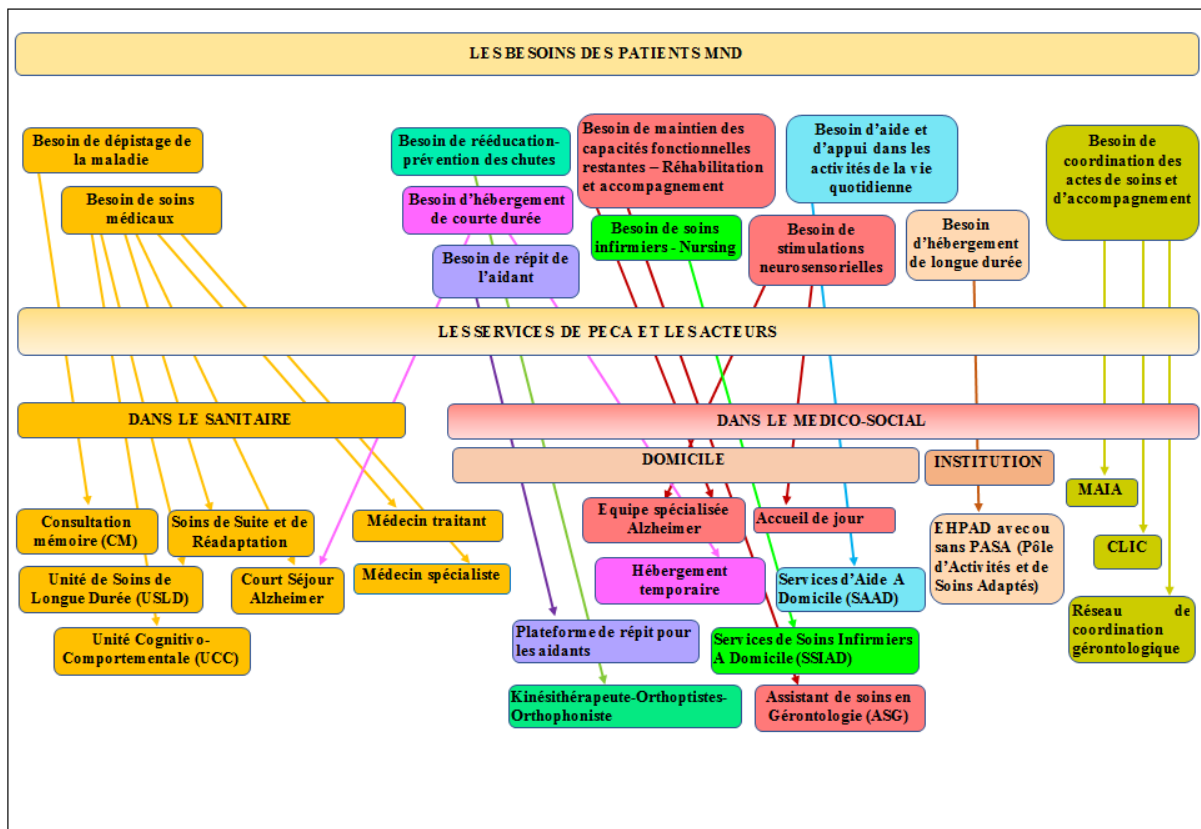 LES BESOINS DES PATIENTS MND
Besoin de dépistage de
la maladie
Besoin de soins
médicaux
Besoin de rééducation-
prévention des chutes
Besoin d'hébergement
de courte durée
Besoin de répit de
l'aidant
Besoin de maintien des
capacités fonctionnelles
restantes – Réhabilitation
et accompagnement
Besoin de soins
infirmiers - Nursing
Besoin d'aide et
d'appui dans les
activités de la vie
quotidienne
Besoin de
stimulations
neurosensorielles
Besoin
d'hébergement
de longue durée
Besoin de
coordination des
actes de soins et
d'accompagnement
LES SERVICES DE PECA ET LES ACTEURS
DANS LE SANITAIRE
DANS LE MEDICO-SOCIAL
DOMICILE
INSTITUTION
Consultation
mémoire (CM)
Soins de Suite et de
Réadaptation
Médecin traitant
Unité de Soins de
Longue Durée (USLD)
Court Séjour
Alzheimer
Médecin spécialiste
Unité Cognitivo-
Comportementale (UCC)
Equipe spécialisée
Alzheimer
Accueil de jour
Hébergement
temporaire
Services d'Aide A
Domicile (SAAD)
Plateforme de répit pour
les aidants
Services de Soins Infirmiers
A Domicile (SSIAD)
Kinésithérapeute-Orthoptistes-
Orthophoniste
Assistant de soins en
Gérontologie (ASG)
EHPAD avec ou
sans PASA (Pôle
d'Activités et de
Soins Adaptés)
MAIA
CLIC
Réseau de
coordination
gérontologique